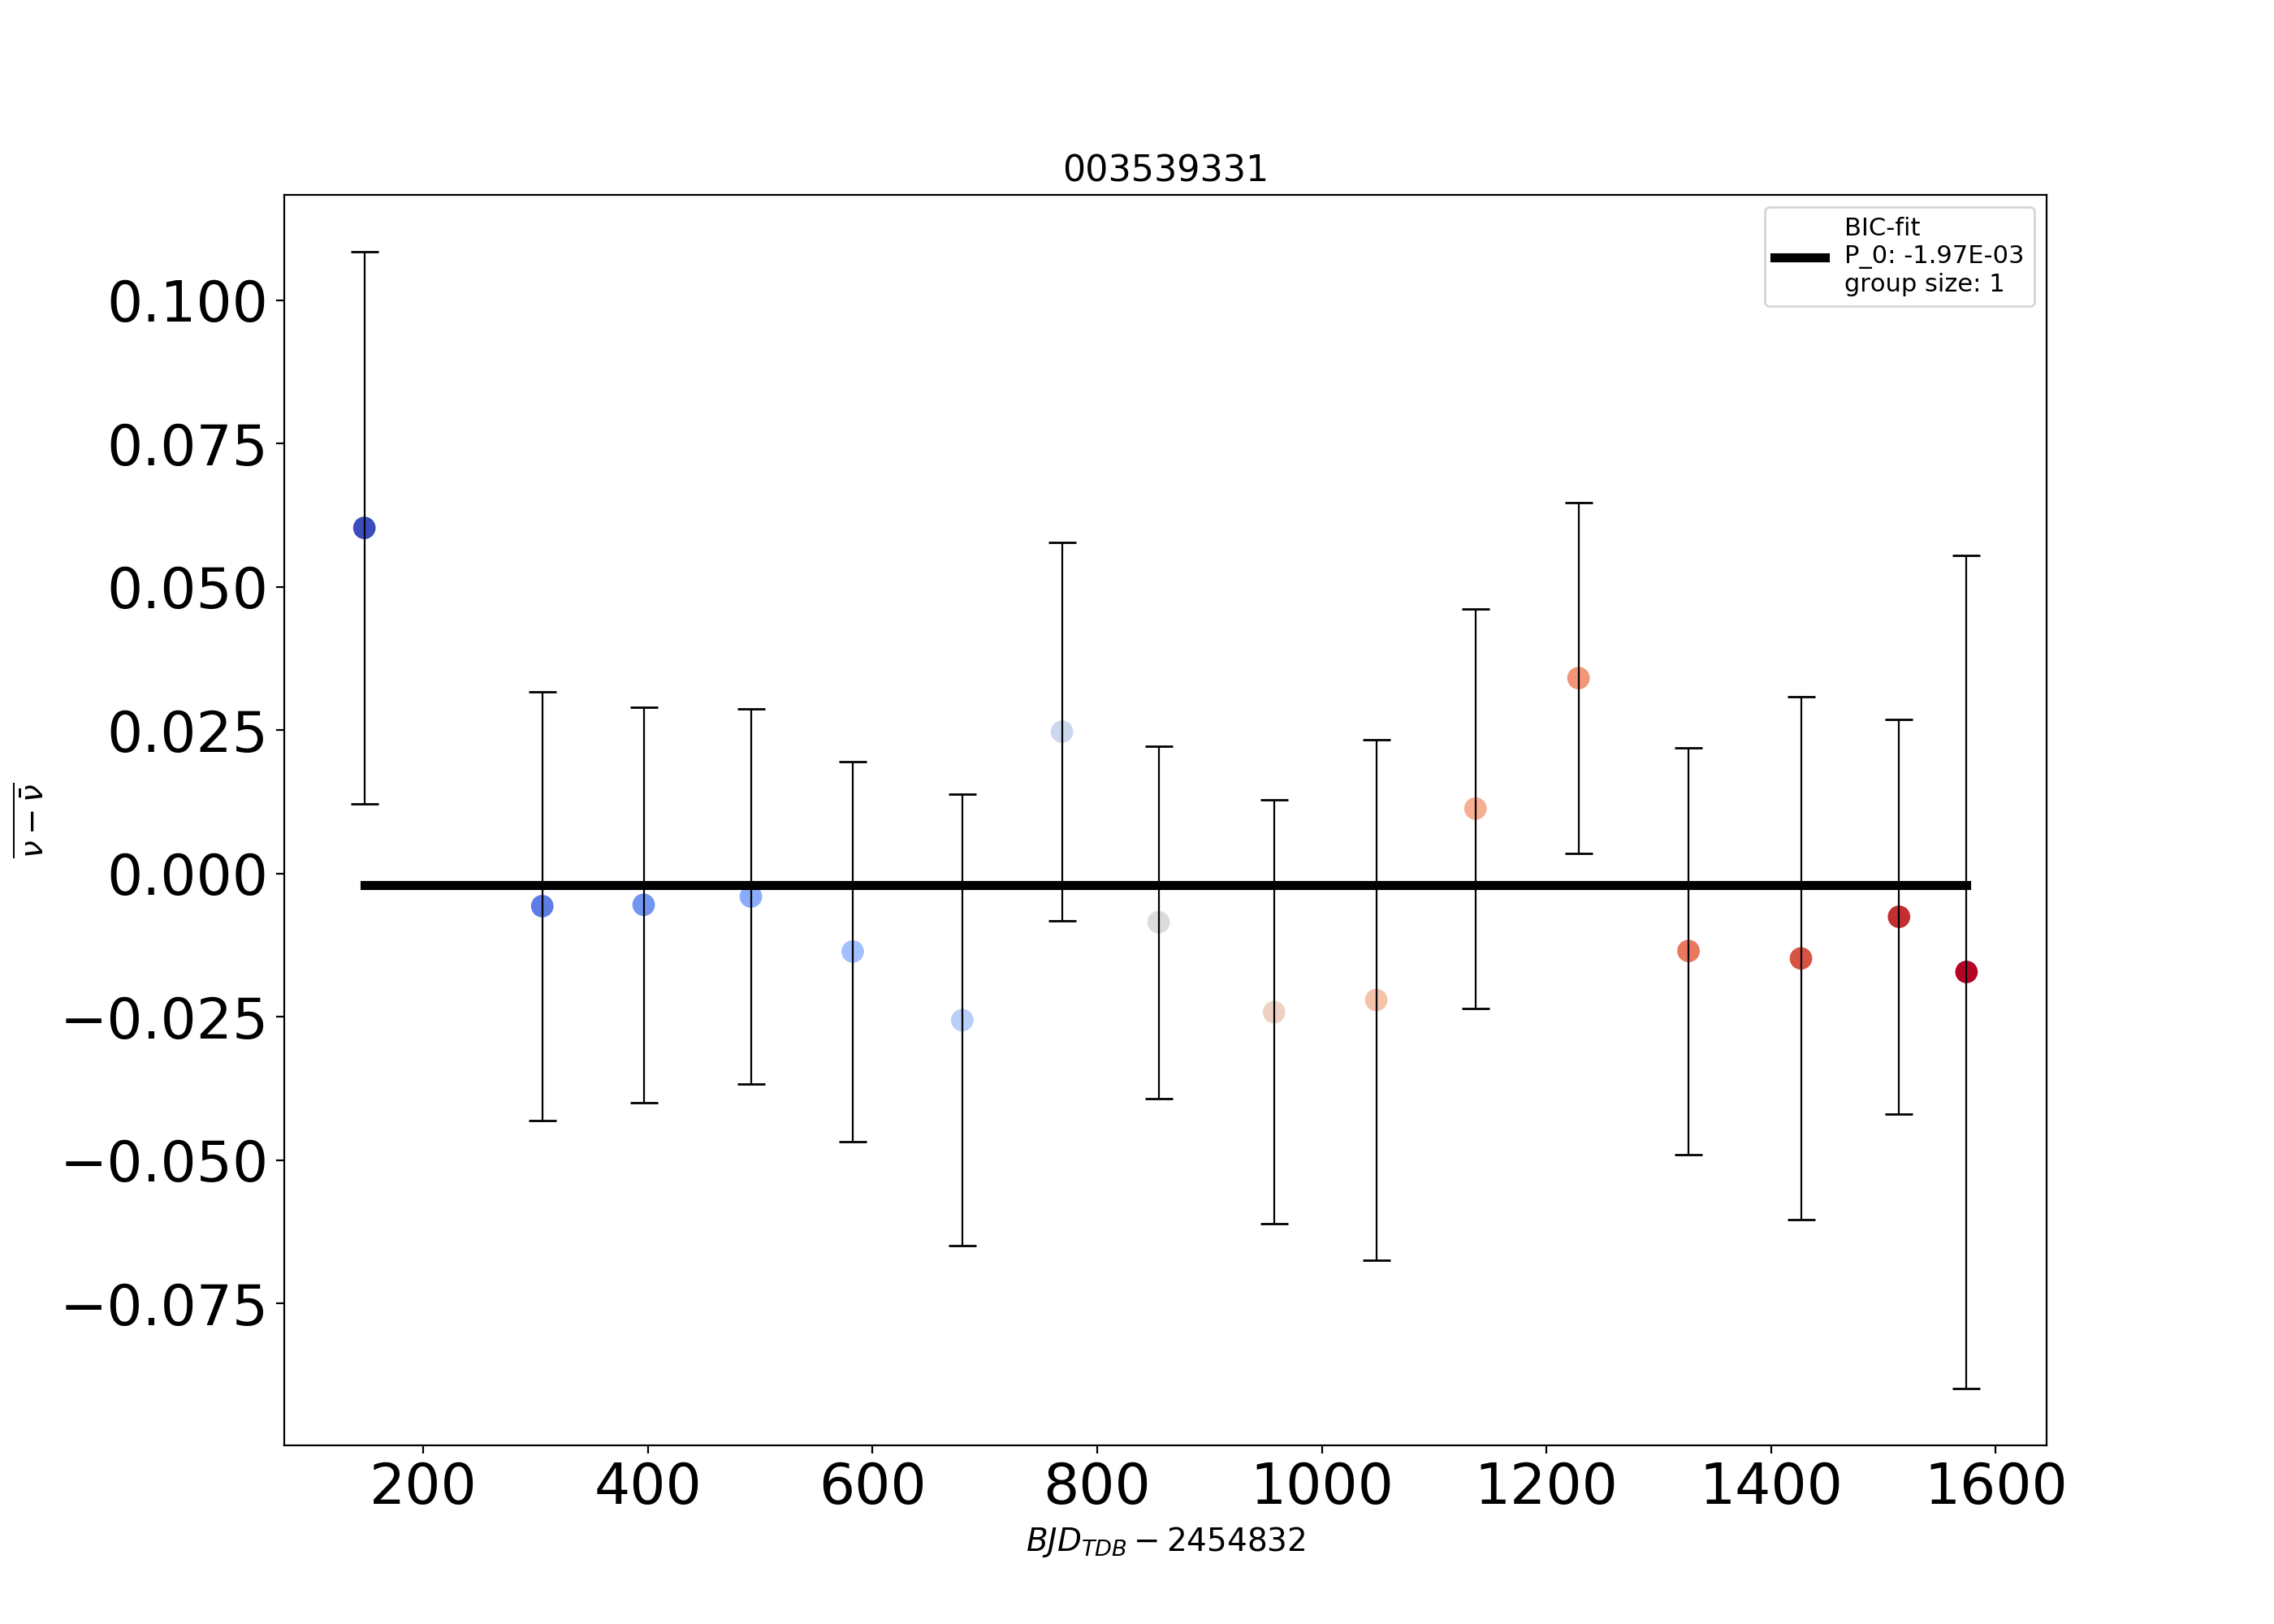 003539331
BIC-fit
P_0: -1.97E-03
group size: 1
0.100
0.075
0.050
0.025
0.000
−0.025
−0.050
−0.075
ν − ν̄
200 400 600 800 1000 1200 1400 1600
BJD_TDB − 2454832